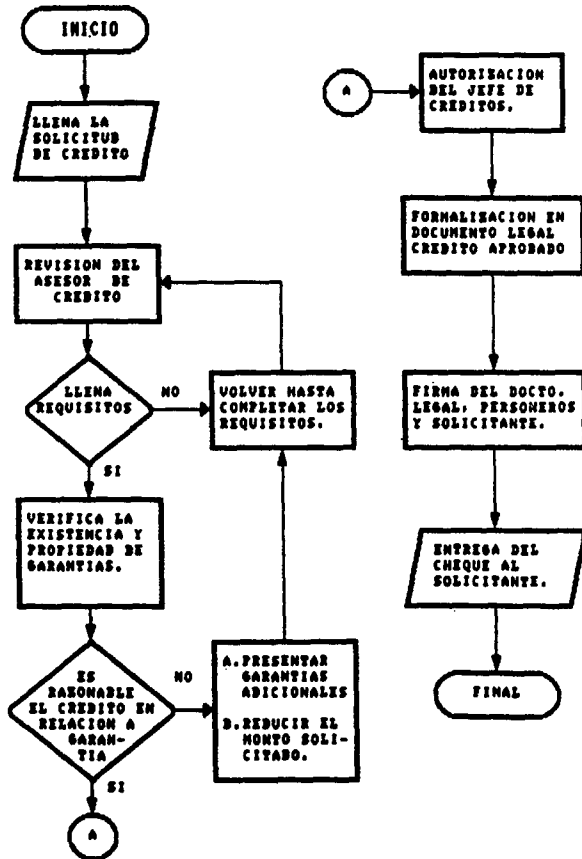 INICIO
LLENA LA
SOLICITUD
DE CREDITO
REVISION DEL
ASESOR DE
CREDITO
LLENA
REQUISITOS
NO
VOLVER HASTA
COMPLETAR LOS
REQUISITOS.
SI
VERIFICA LA
EXISTENCIA Y
PROPIEDAD DE
GARANTIAS.
ES
RAZONABLE
EL CREDITO EN
RELACION A
GARAN-
TIA
NO
A. PRESENTAR
GARANTIAS
ADICIONALES
B. REDUCIR EL
MONTO SOLI-
CITADO.
SI
A
A
AUTORIZACION
DEL JEFE DE
CREDITOS.
FORMALIZACION EN
DOCUMENTO LEGAL
CREDITO APROBADO
FIRMA DEL DOCTO.
LEGAL, PERSONEROS
Y SOLICITANTE.
ENTREGA DEL
CHEQUE AL
SOLICITANTE.
FINAL